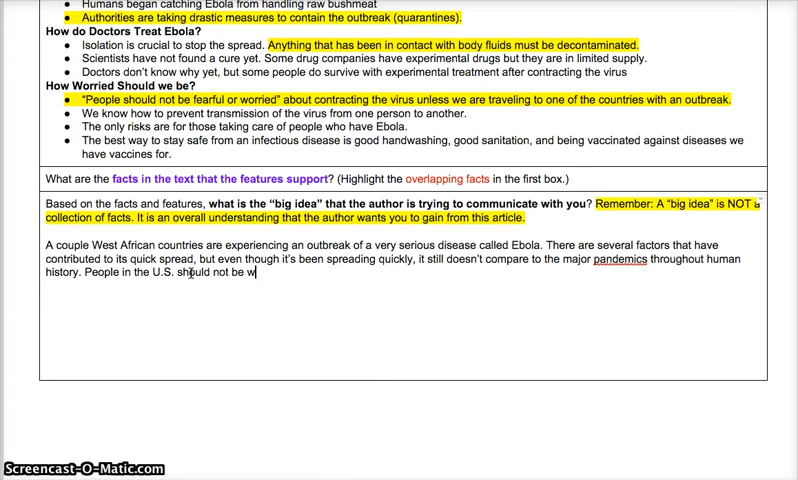 Humans began catching Ebola from handling raw bushmeat
● Authorities are taking drastic measures to contain the outbreak (quarantines).
How do Doctors Treat Ebola?
● Isolation is crucial to stop the spread. Anything that has been in contact with body fluids must be decontaminated.
● Scientists have not found a cure yet. Some drug companies have experimental drugs but they are in limited supply.
● Doctors don't know why yet, but some people do survive with experimental treatment after contracting the virus
How Worried Should we be?
● "People should not be fearful or worried" about contracting the virus unless we are traveling to one of the countries with an outbreak.
● We know how to prevent transmission of the virus from one person to another.
● The only risks are for those taking care of people who have Ebola.
● The best way to stay safe from an infectious disease is good handwashing, good sanitation, and being vaccinated against diseases we
have vaccines for.
What are the facts in the text that the features support? (Highlight the overlapping facts in the first box.)
Based on the facts and features, what is the "big idea" that the author is trying to communicate with you? Remember: A "big idea" is NOT a
collection of facts. It is an overall understanding that the author wants you to gain from this article.
A couple West African countries are experiencing an outbreak of a very serious disease called Ebola. There are several factors that have
contributed to its quick spread, but even though it's been spreading quickly, it still doesn't compare to the major pandemics throughout human
history. People in the U.S. should not be w
Screencast-O-Matic.com